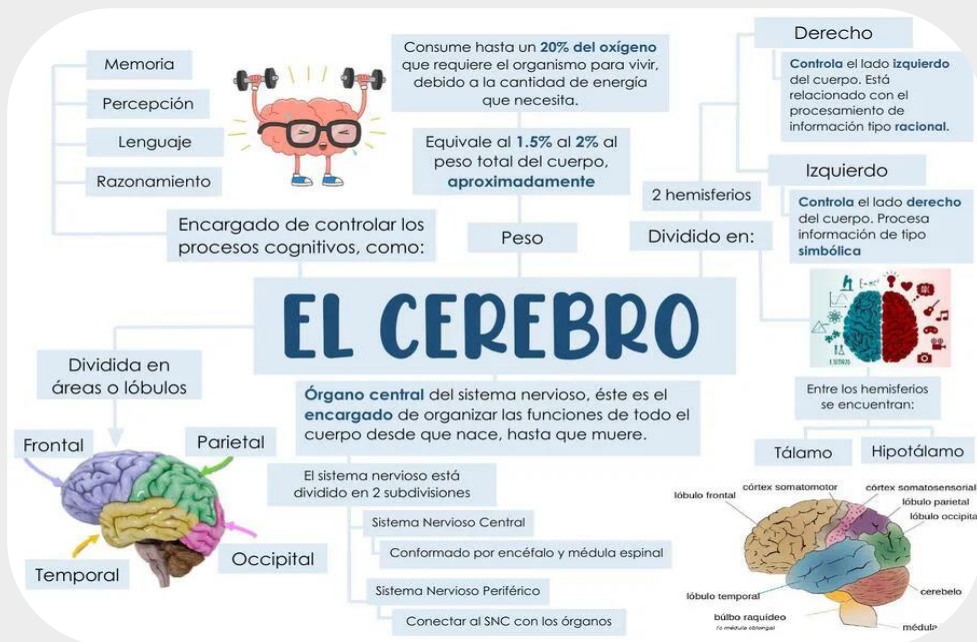 Memoria
Percepción
Lenguaje
Razonamiento
Encargado de controlar los
procesos cognitivos, como:
Consume hasta un 20% del oxígeno
que requiere el organismo para vivir,
debido a la cantidad de energía
que necesita.
Equivale al 1.5% al 2% al
peso total del cuerpo,
aproximadamente
Peso
Derecho
Controla el lado izquierdo
del cuerpo. Está
relacionado con el
procesamiento de
información tipo racional.
Izquierdo
Controla el lado derecho
del cuerpo. Procesa
información de tipo
simbólica
2 hemisferios
Dividido en:
EL CEREBRO
Entre los hemisferios
se encuentran:
Tálamo
Hipotálamo
Dividida en
áreas o lóbulos
Frontal
Parietal
Temporal
Occipital
Órgano central del sistema nervioso, éste es el
encargado de organizar las funciones de todo el
cuerpo desde que nace, hasta que muere.
El sistema nervioso está
dividido en 2 subdivisiones
Sistema Nervioso Central
Conformado por encéfalo y médula espinal
Sistema Nervioso Periférico
Conectar al SNC con los órganos
lóbulo frontal
córtex somatomotor
córtex somatosensorial
lóbulo parietal
lóbulo occipita
lóbulo temporal
cerebelo
búlbo raquídeo
(o médula oblonga)
médula